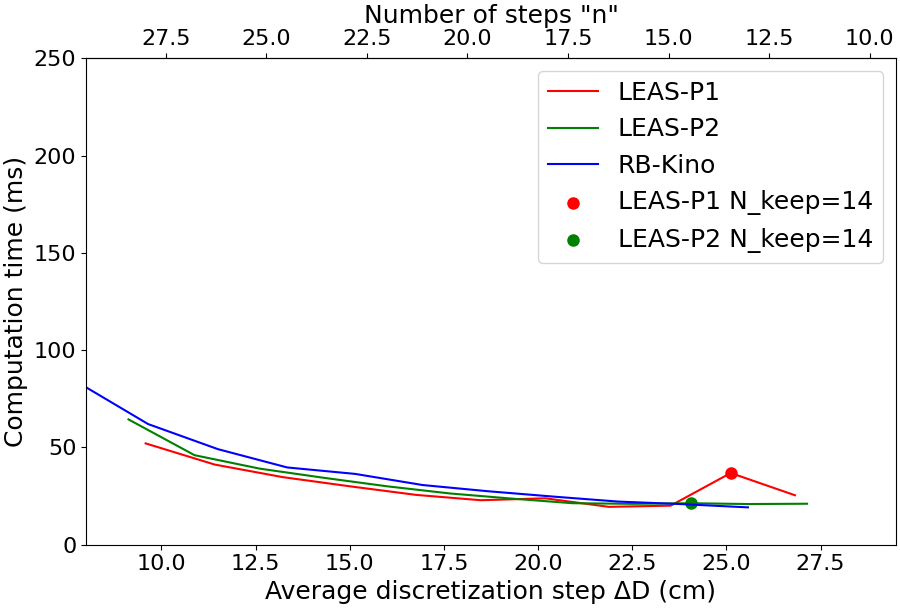 Number of steps "n"
27.5 25.0 22.5 20.0 17.5 15.0 12.5 10.0
250
200
150
100
50
0
Computation time (ms)
LEAS-P1
LEAS-P2
RB-Kino
LEAS-P1 N_keep=14
LEAS-P2 N_keep=14
10.0 12.5 15.0 17.5 20.0 22.5 25.0 27.5
Average discretization step ΔD (cm)